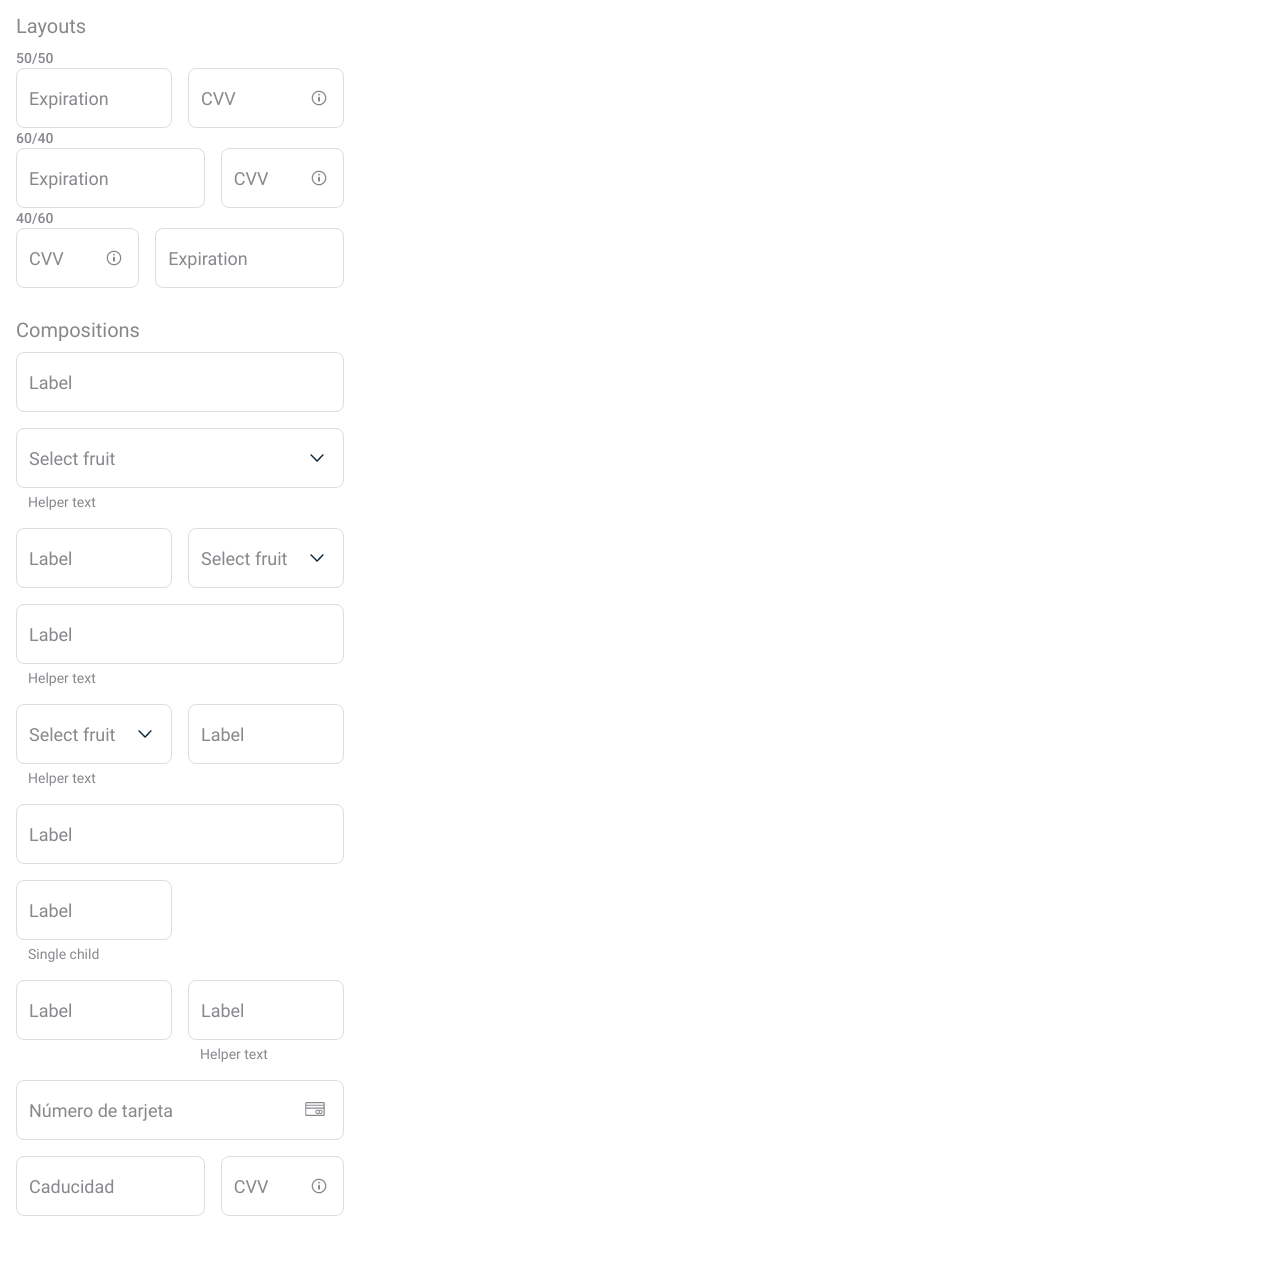 Layouts
50/50
Expiration CVV
60/40
Expiration CVV
40/60
CVV Expiration
Compositions
Label
Select fruit
Helper text
Label Select fruit
Label
Helper text
Select fruit Label
Helper text
Label
Label
Single child
Label Label
Helper text
Número de tarjeta
Caducidad CVV